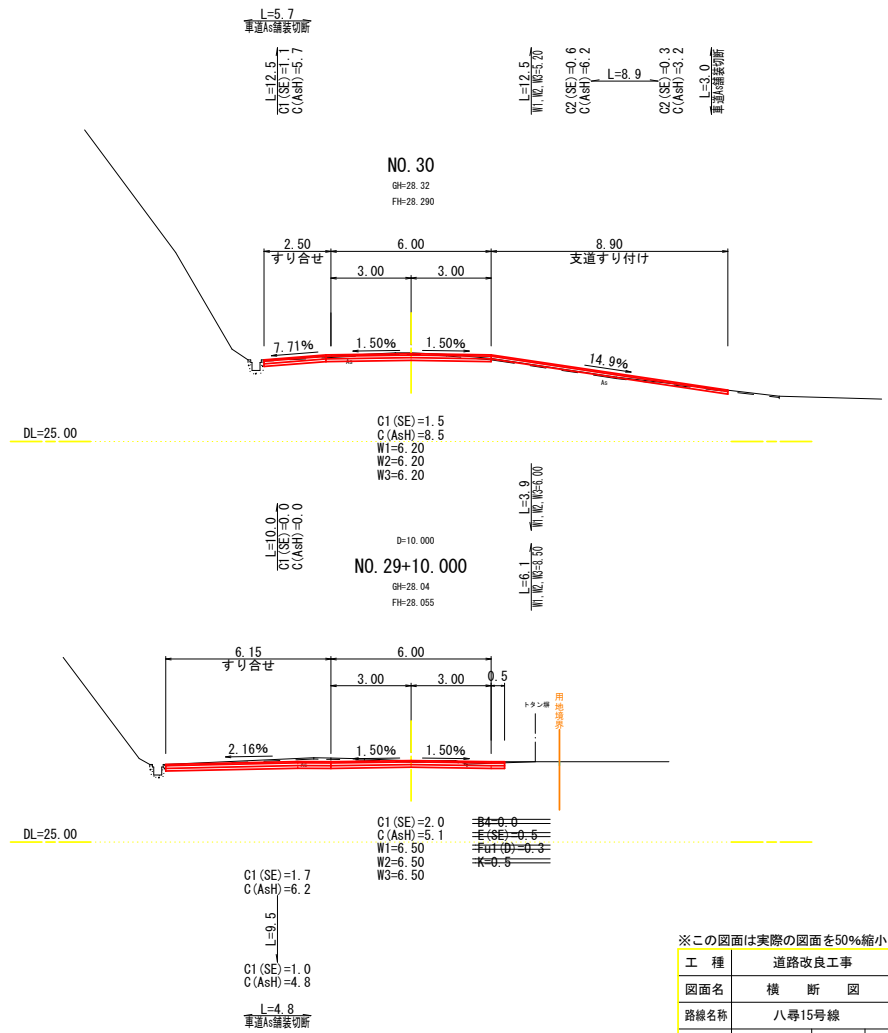 L=5.7
車道As舗装切断
L=12.5
C1(SE)=1.1
C(AsH)=5.7
L=12.5
W1,W2,W3=5.20
C2(SE)=0.6
C(AsH)=6.2
L=8.9
C2(SE)=0.3
C(AsH)=3.2
L=3.0
車道As舗装切断
NO.30
GH=28.32
FH=28.290
2.50
すり合せ
6.00
8.90
支道すり付け
3.00
3.00
7.71%
1.50%
1.50%
14.9%
As
As
DL=25.00
C1(SE)=1.5
C(AsH)=8.5
W1=6.20
W2=6.20
W3=6.20
L=3.9
W1,W2,W3=6.00
L=10.0
C1(SE)=0.0
C(AsH)=0.0
D=10.000
NO.29+10.000
GH=28.04
FH=28.055
L=6.1
W1,W2,W3=8.50
6.15
すり合せ
6.00
3.00
3.00
0.5
トタン塀
用地境界
2.16%
1.50%
1.50%
DL=25.00
C1(SE)=2.0
C(AsH)=5.1
W1=6.50
W2=6.50
W3=6.50
B4=0.0
E(SE)=0.5
Fu1(D)=0.3
K=0.5
C1(SE)=1.7
C(AsH)=6.2
L=9.5
C1(SE)=1.0
C(AsH)=4.8
L=4.8
車道As舗装切断
※この図面は実際の図面を50%縮小
工種 道路改良工事
図面名 横断図
路線名称 八尋15号線